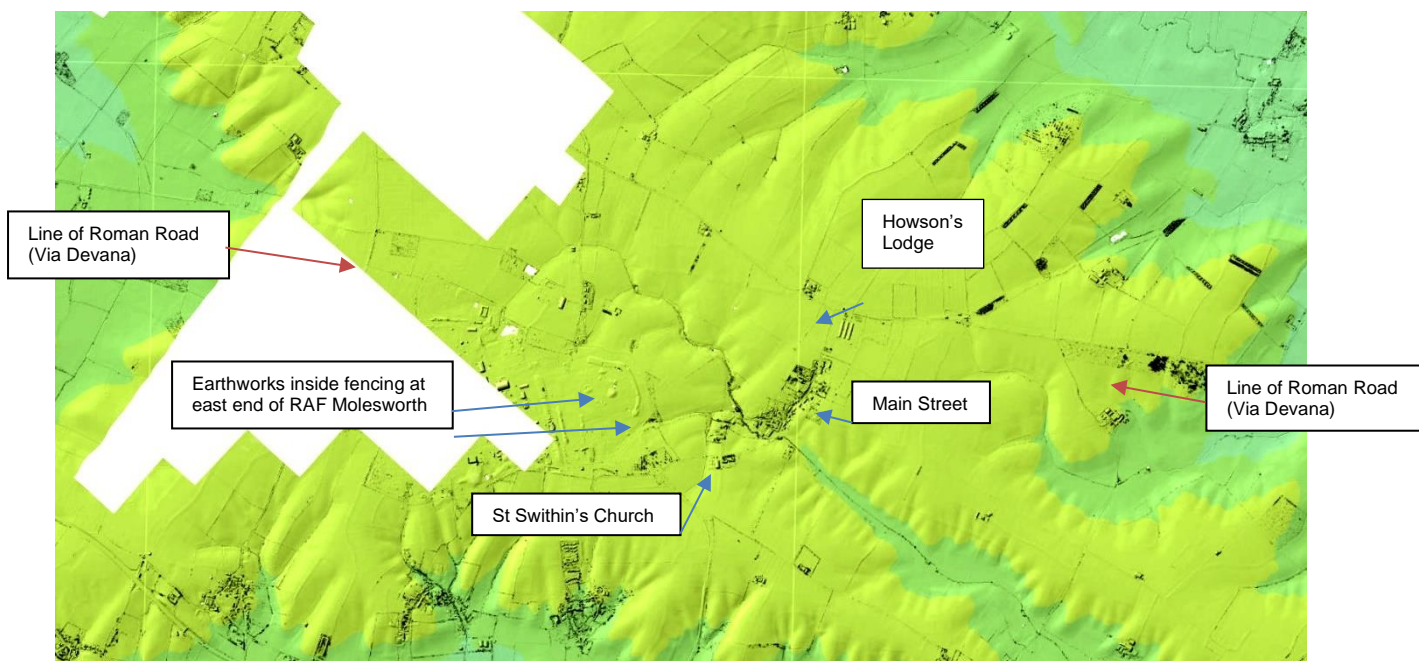 Line of Roman Road
(Via Devana)
Howson’s
Lodge
Earthworks inside fencing at
east end of RAF Molesworth
Main Street
Line of Roman Road
(Via Devana)
St Swithin’s Church